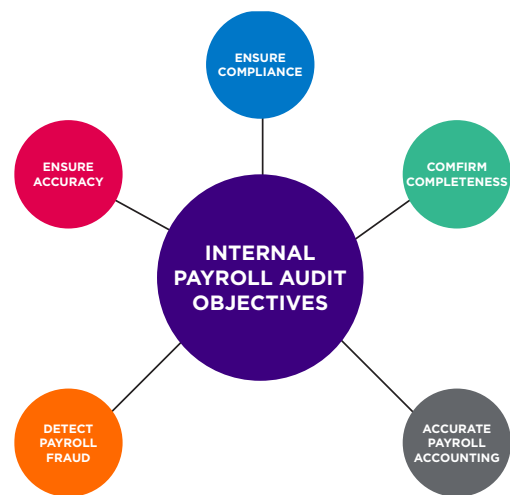 ENSURE
COMPLIANCE
ENSURE
ACCURACY
COMFIRM
COMPLETENESS
INTERNAL
PAYROLL AUDIT
OBJECTIVES
DETECT
PAYROLL
FRAUD
ACCURATE
PAYROLL
ACCOUNTING